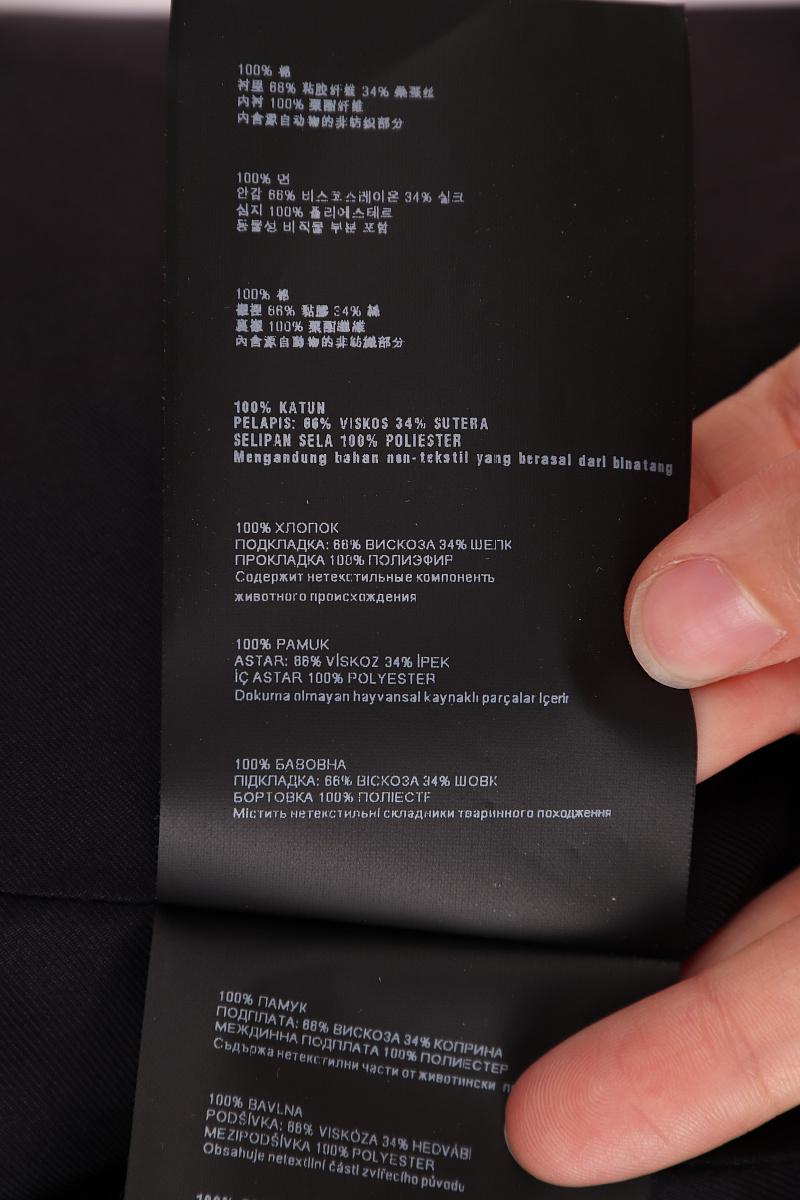 100% 棉
衬里 66% 粘胶纤维 34% 桑蚕丝
内衬 100% 聚酯纤维
内含源自动物的非纺织部分
100% 면
안감 66% 비스코스레이온 34% 실크
심지 100% 폴리에스테르
동물성 비직물 부분 포함
100% 棉
襯裡 66% 黏膠 34% 絲
裏襯 100% 聚酯纖維
內含源自動物的非紡織部分
100% KATUN
PELAPIS: 66% VISKOS 34% SUTERA
SELIPAN SELA 100% POLIESTER
Mengandung bahan non-tekstil yang berasal dari binatang
100% ХЛОПОК
ПОДКЛАДКА: 66% ВИСКОЗА 34% ШЕЛК
ПРОКЛАДКА 100% ПОЛИЭФИР
Содержит нетекстильные компоненть
животного происхождения
100% PAMUK
ASTAR: 66% VİSKOZ 34% İPEK
İÇ ASTAR 100% POLYESTER
Dokuma olmayan hayvansal kaynaklı parçalar içerir
100% БАВОВНА
ПІДКЛАДКА: 66% ВІСКОЗА 34% ШОВК
БОРТОВКА 100% ПОЛІЕСТЕ
Містить нетекстильні складники тваринного походження
100% ПАМУК
ПОДПЛАТА: 66% ВИСКОЗА 34% КОПРИНА
МЕЖДИННА ПОДПЛАТА 100% ПОЛИЕСТЕР
Съдържа нетекстилни части от животински
100% BAVLNA
PODŠÍVKA: 66% VISKÓZA 34% HEDVÁBÍ
MEZIPODŠÍVKA 100% POLYESTER
Obsahuje netextilní části zvířecího původu